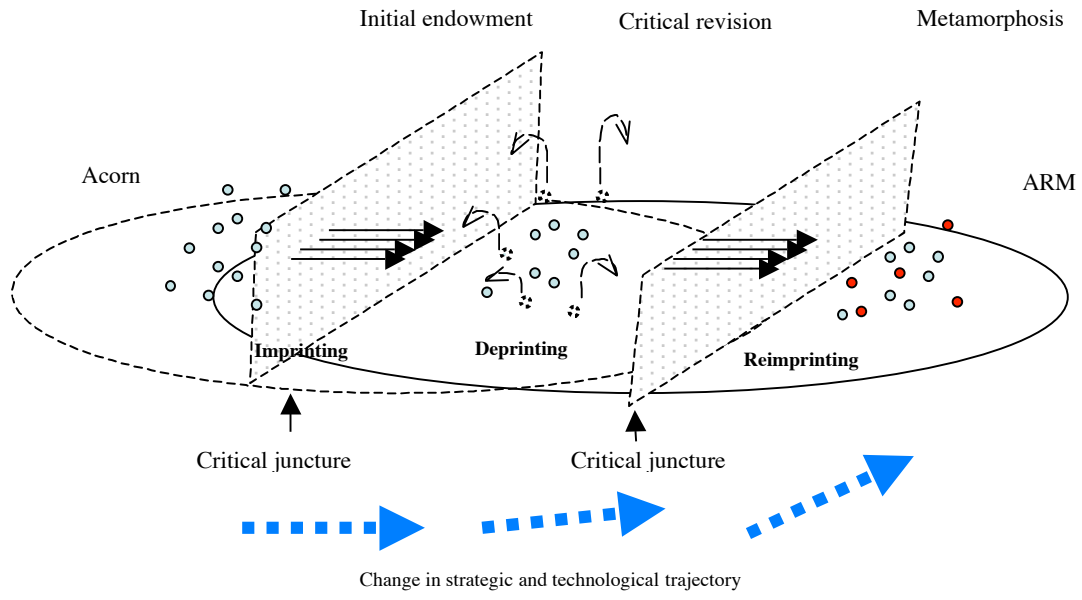 Initial endowment
Critical revision
Metamorphosis
Acorn
ARM
Imprinting
Deprinting
Reimprinting
Critical juncture
Critical juncture
Change in strategic and technological trajectory